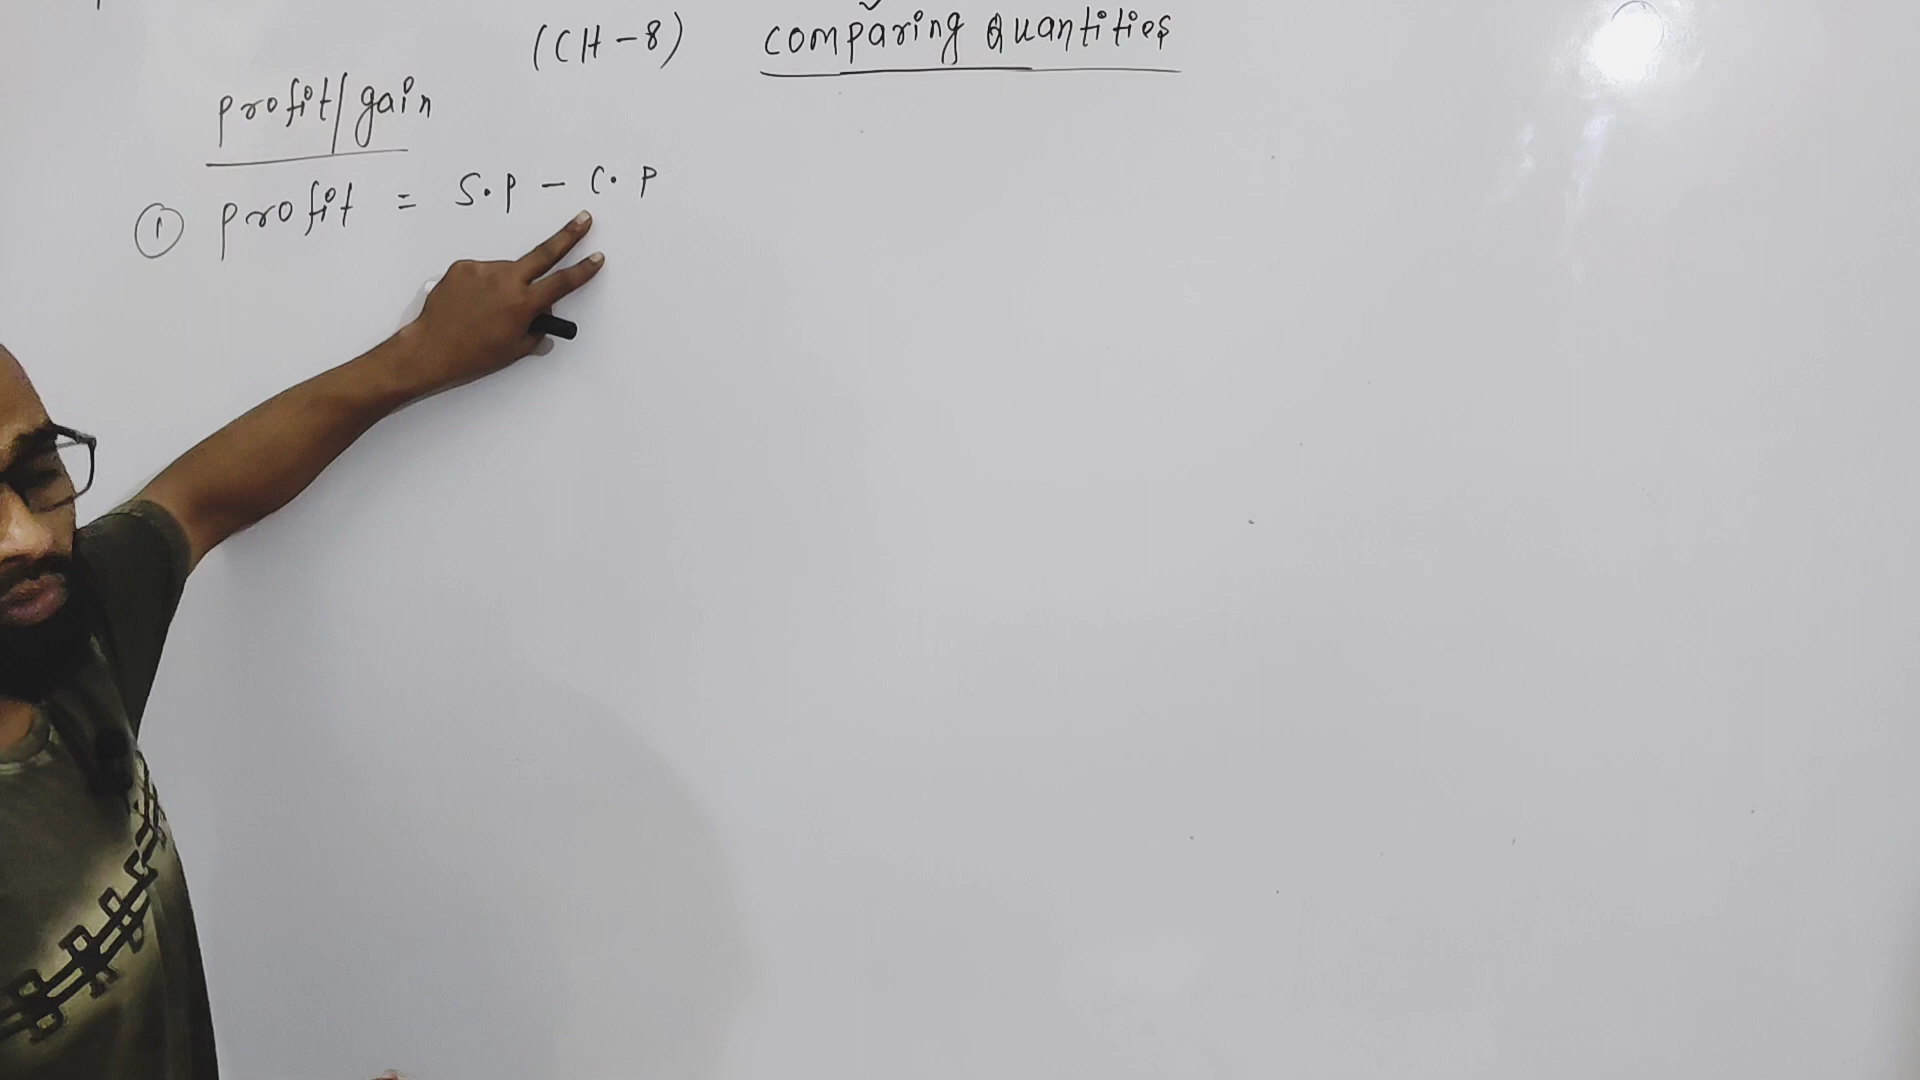 (CH-8) comparing quantities
profit/gain
① profit = S.P - C.P